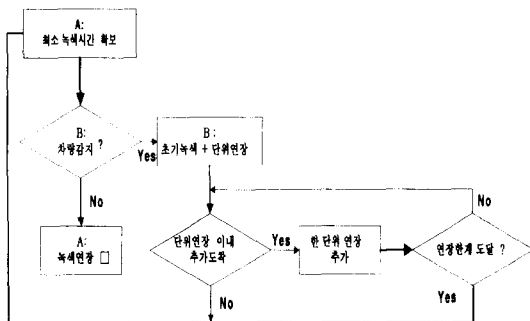 A:
최소 녹색시간 확보
B:
차량감지 ?
Yes
B:
초기녹색 + 단위연장
No
No
A:
녹색연장
단위연장 이내
추가도착
Yes
한 단위 연장
추가
연장한계 도달 ?
No
Yes